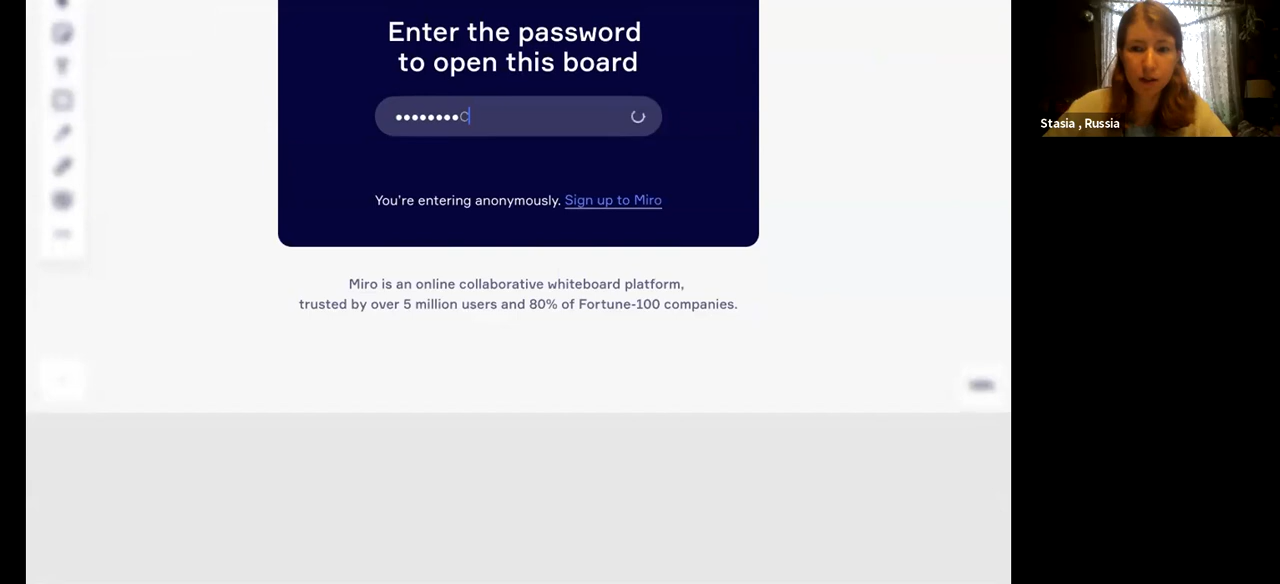 Enter the password
to open this board
••••••••C
You're entering anonymously. Sign up to Miro
Miro is an online collaborative whiteboard platform,
trusted by over 5 million users and 80% of Fortune-100 companies.
Stasia , Russia